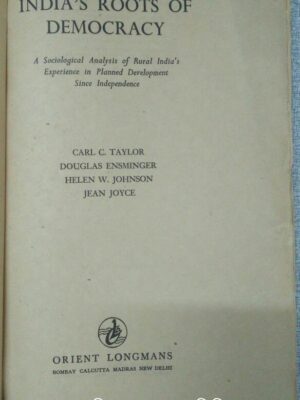 INDIA'S ROOTS OF
DEMOCRACY
A Sociological Analysis of Rural India's
Experience in Planned Development
Since Independence
CARL C. TAYLOR
DOUGLAS ENSMINGER
HELEN W. JOHNSON
JEAN JOYCE
ORIENT LONGMANS
BOMBAY CALCUTTA MADRAS NEW DELHI